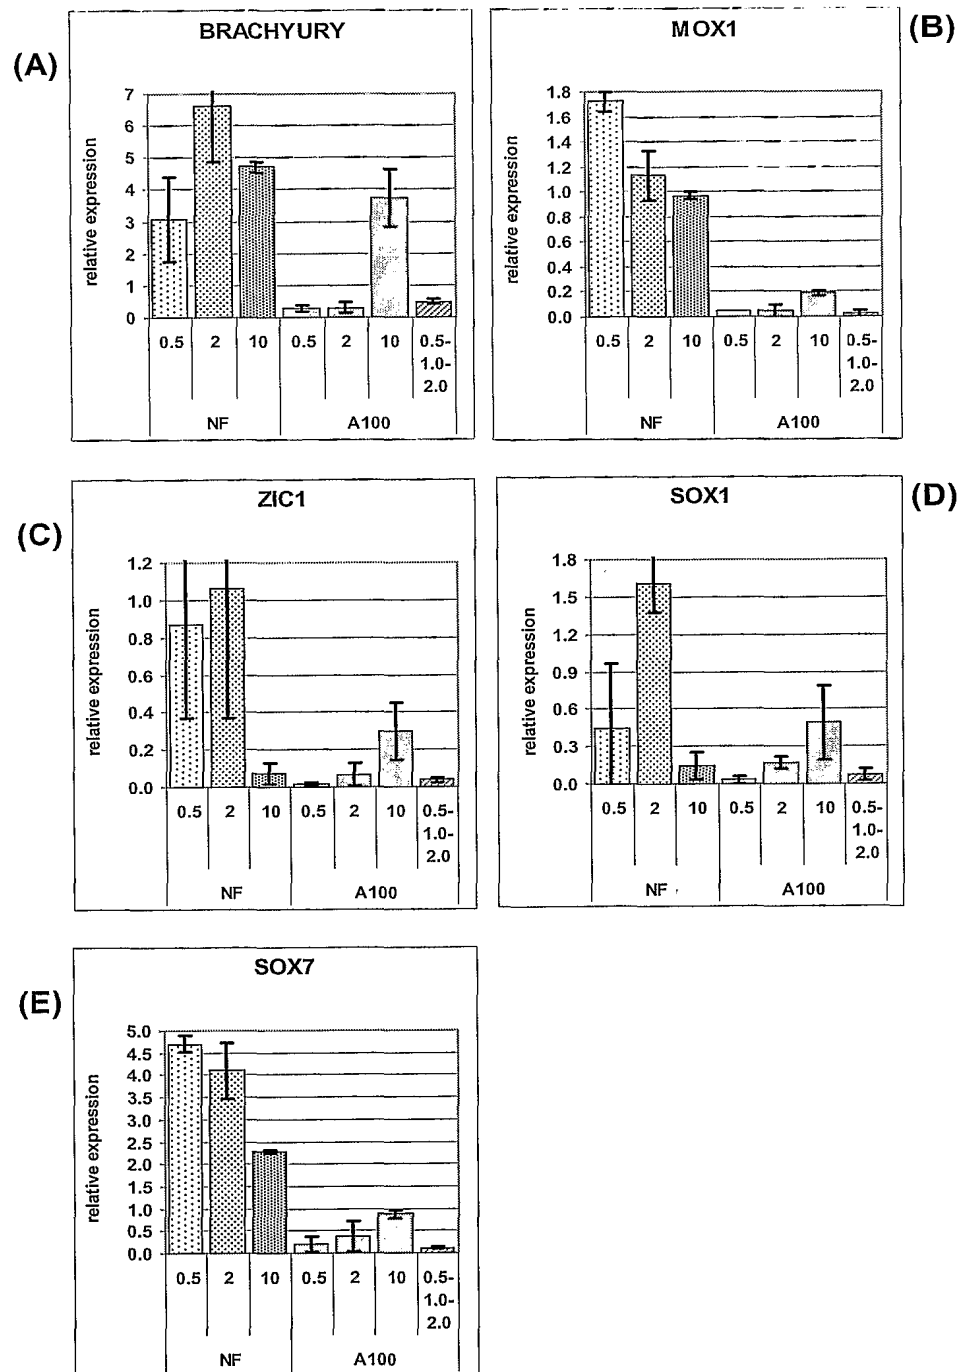 BRACHYURY
(A)
relative expression
7
6
5
4
3
2
1
0
0.5 2 10 0.5 2 10 0.5-
1.0-
2.0
NF A100
MOX1
(B)
relative expression
1.8
1.6
1.4
1.2
1.0
0.8
0.6
0.4
0.2
0.0
0.5 2 10 0.5 2 10 0.5-
1.0-
2.0
NF A100
ZIC1
(C)
relative expression
1.2
1.0
0.8
0.6
0.4
0.2
0.0
0.5 2 10 0.5 2 10 0.5-
1.0-
2.0
NF A100
SOX1
(D)
relative expression
1.8
1.5
1.2
0.9
0.6
0.3
0.0
0.5 2 10 0.5 2 10 0.5-
1.0-
2.0
NF A100
SOX7
(E)
relative expression
5.0
4.5
4.0
3.5
3.0
2.5
2.0
1.5
1.0
0.5
0.0
0.5 2 10 0.5 2 10 0.5-
1.0-
2.0
NF A100